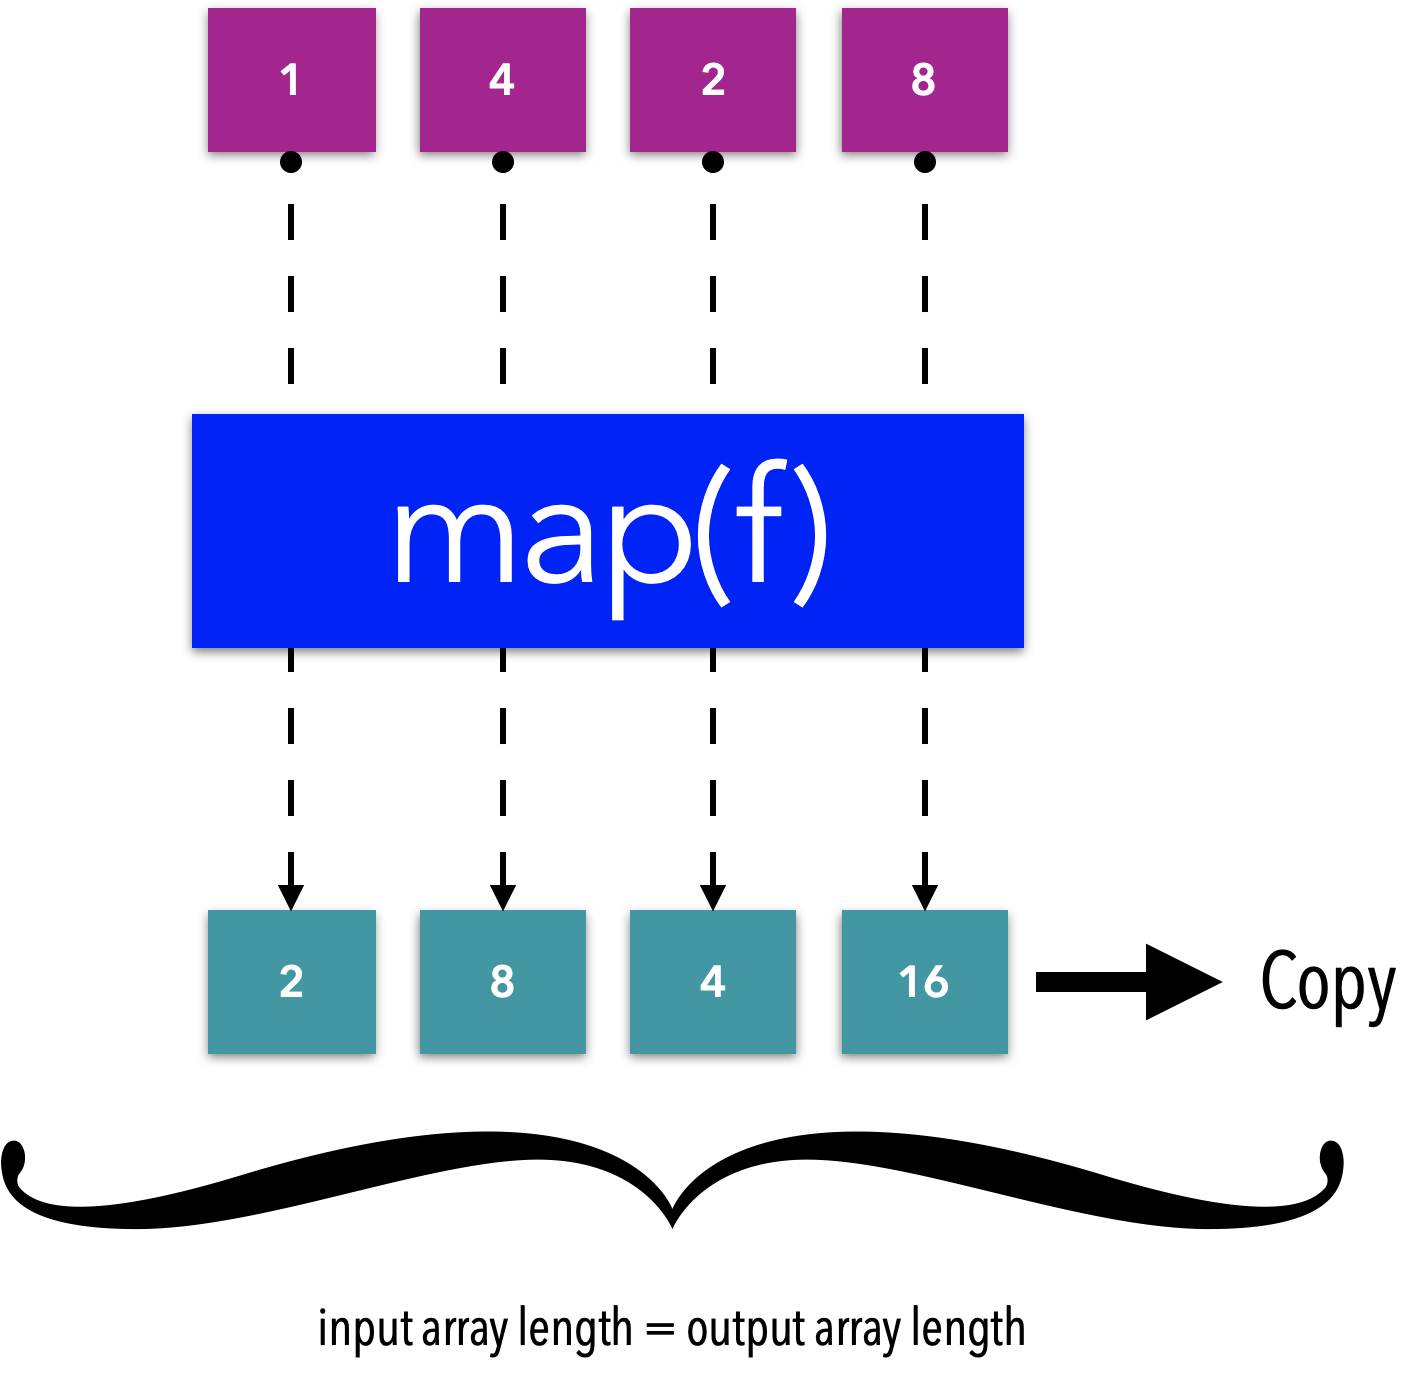 1 4 2 8
map(f)
2 8 4 16 Copy
input array length = output array length